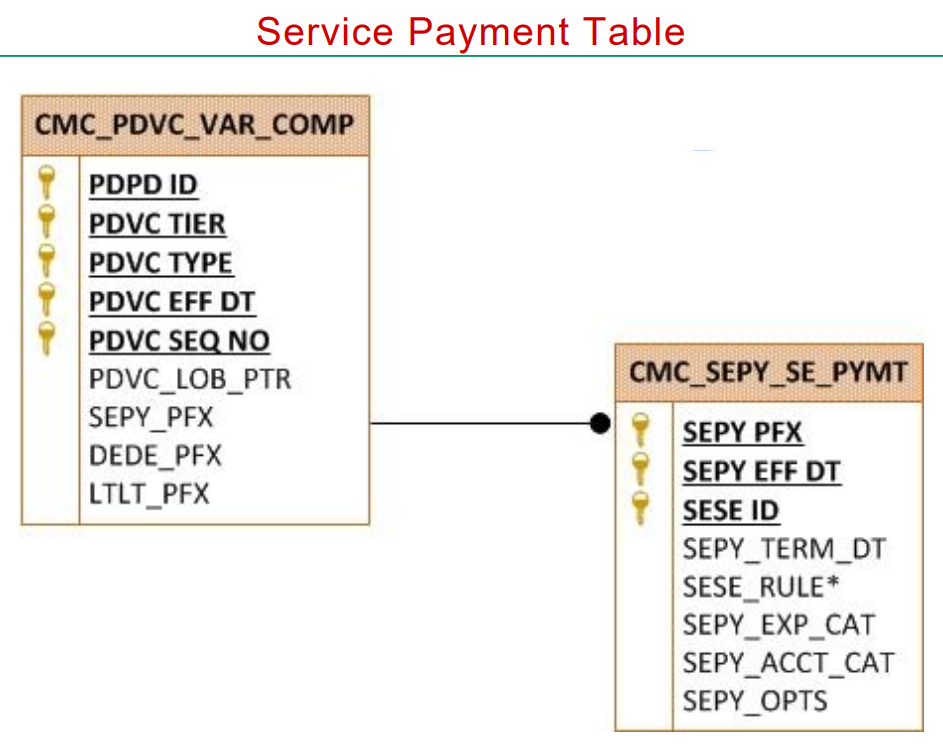 Service Payment Table
CMC_PDVC_VAR_COMP
PDPD ID
PDVC TIER
PDVC TYPE
PDVC EFF DT
PDVC SEQ NO
PDVC_LOB_PTR
SEPY_PFX
DEDE_PFX
LTLT_PFX
CMC_SEPY_SE_PYMT
SEPY PFX
SEPY EFF DT
SESE ID
SEPY_TERM_DT
SESE_RULE*
SEPY_EXP_CAT
SEPY_ACCT_CAT
SEPY_OPTS